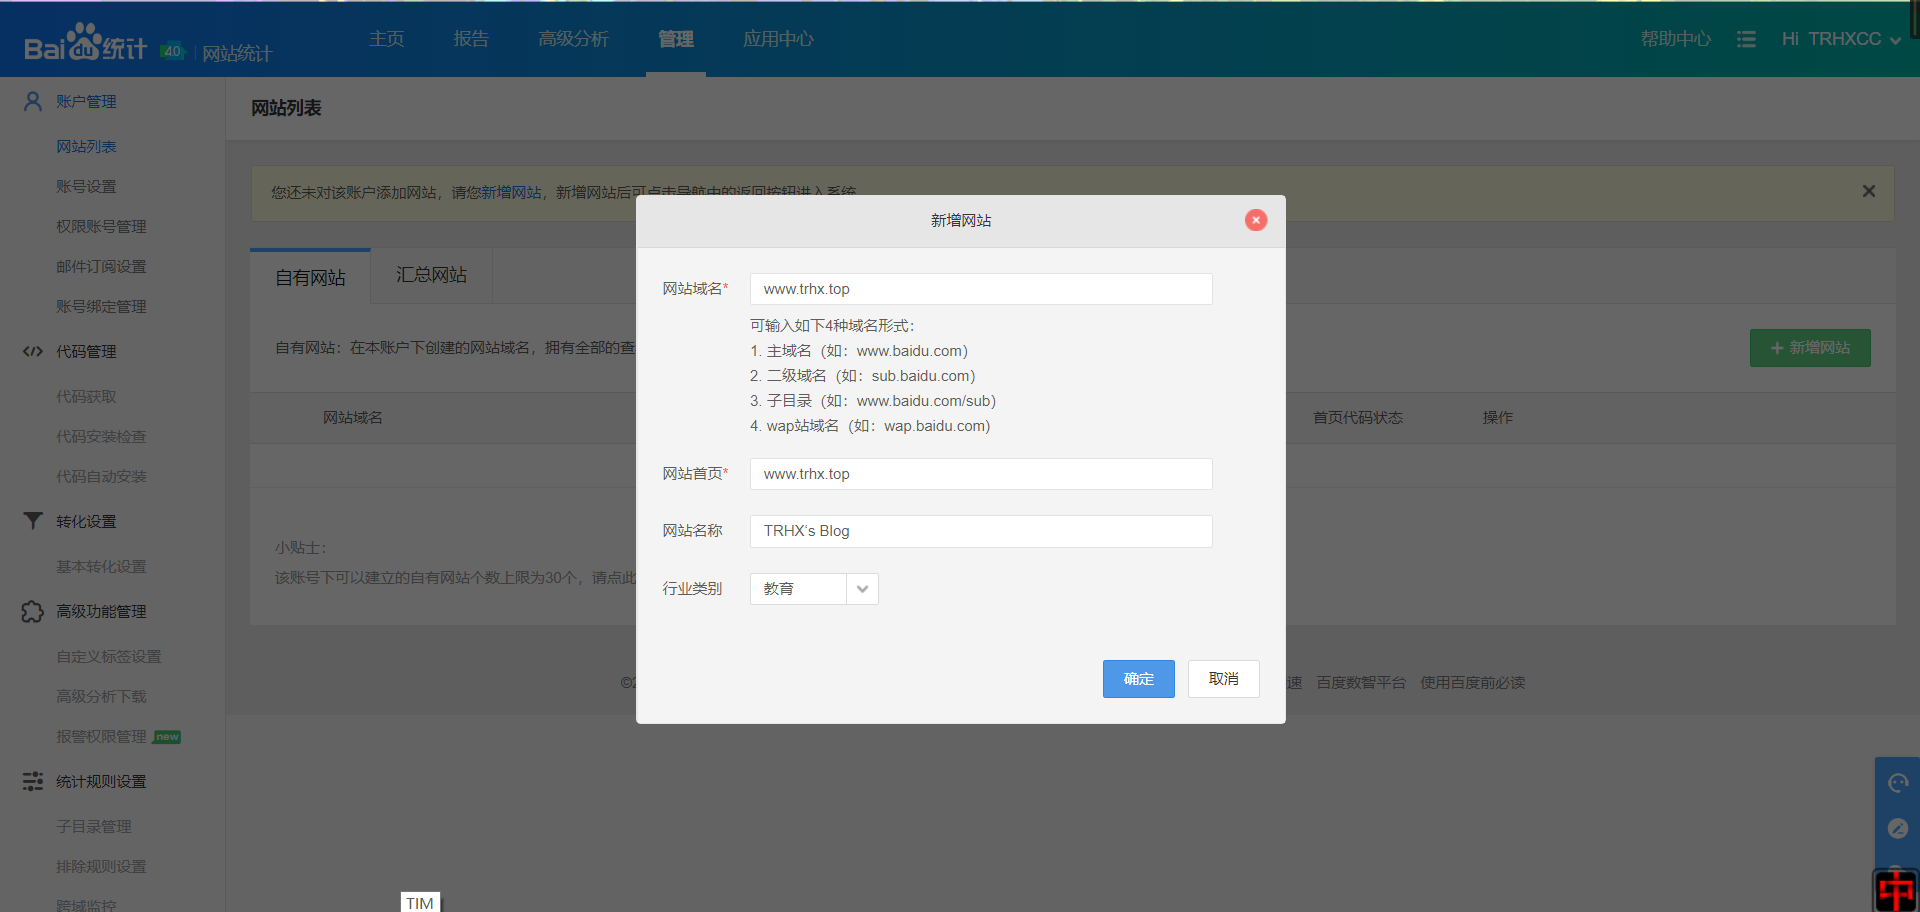 Bai du 统计 4.0 | 网站统计
主页 报告 高级分析 管理 应用中心
帮助中心 Hi TRHXCC
账户管理
网站列表
账号设置
权限账号管理
邮件订阅设置
账号绑定管理
代码管理
代码获取
代码安装检查
代码自动安装
转化设置
基本转化设置
高级功能管理
自定义标签设置
高级分析下载
报警权限管理 new
统计规则设置
子目录管理
排除规则设置
跨域监控
网站列表
您还未对该账户添加网站，请您新增网站，新增网站后可点击导航中的返回按钮进入系统
自有网站 汇总网站
自有网站：在本账户下创建的网站域名，拥有全部的查
+ 新增网站
网站域名 首页代码状态 操作
小贴士：
该账号下可以建立的自有网站个数上限为30个，请点此
新增网站
网站域名* www.trhx.top
可输入如下4种域名形式：
1. 主域名（如：www.baidu.com）
2. 二级域名（如：sub.baidu.com）
3. 子目录（如：www.baidu.com/sub）
4. wap站域名（如：wap.baidu.com)
网站首页* www.trhx.top
网站名称 TRHX‘s Blog
行业类别 教育
确定 取消
©2 速 百度数智平台 使用百度前必读
TIM
中